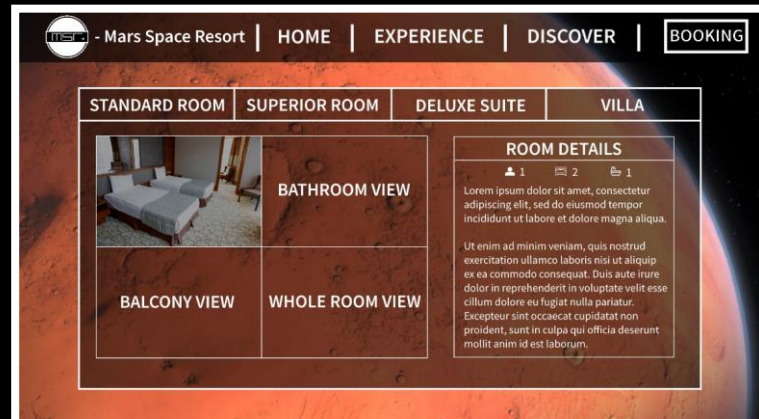 MSR. - Mars Space Resort | HOME | EXPERIENCE | DISCOVER | BOOKING
STANDARD ROOM SUPERIOR ROOM DELUXE SUITE VILLA
BATHROOM VIEW
BALCONY VIEW WHOLE ROOM VIEW
ROOM DETAILS
1 2 1
Lorem ipsum dolor sit amet, consectetur
adipiscing elit, sed do eiusmod tempor
incididunt ut labore et dolore magna aliqua.
Ut enim ad minim veniam, quis nostrud
exercitation ullamco laboris nisi ut aliquip
ex ea commodo consequat. Duis aute irure
dolor in reprehenderit in voluptate velit esse
cillum dolore eu fugiat nulla pariatur.
Excepteur sint occaecat cupidatat non
proident, sunt in culpa qui officia deserunt
mollit anim id est laborum.